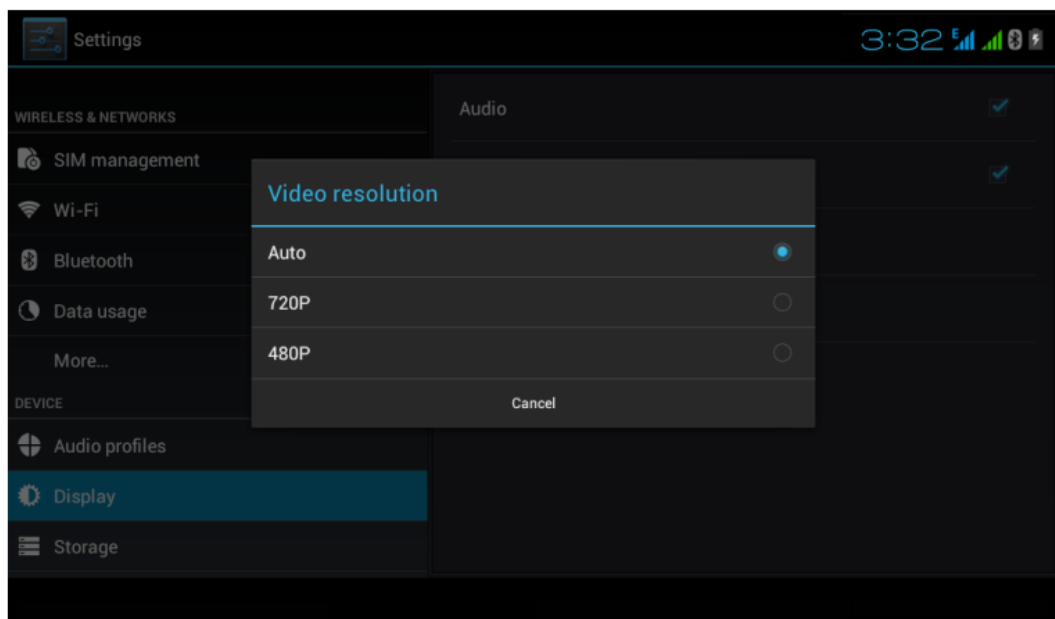 Settings
3:32 E
WIRELESS & NETWORKS
SIM management
Wi-Fi
Bluetooth
Data usage
More...
DEVICE
Audio profiles
Display
Storage
Audio
Video resolution
Auto
720P
480P
Cancel